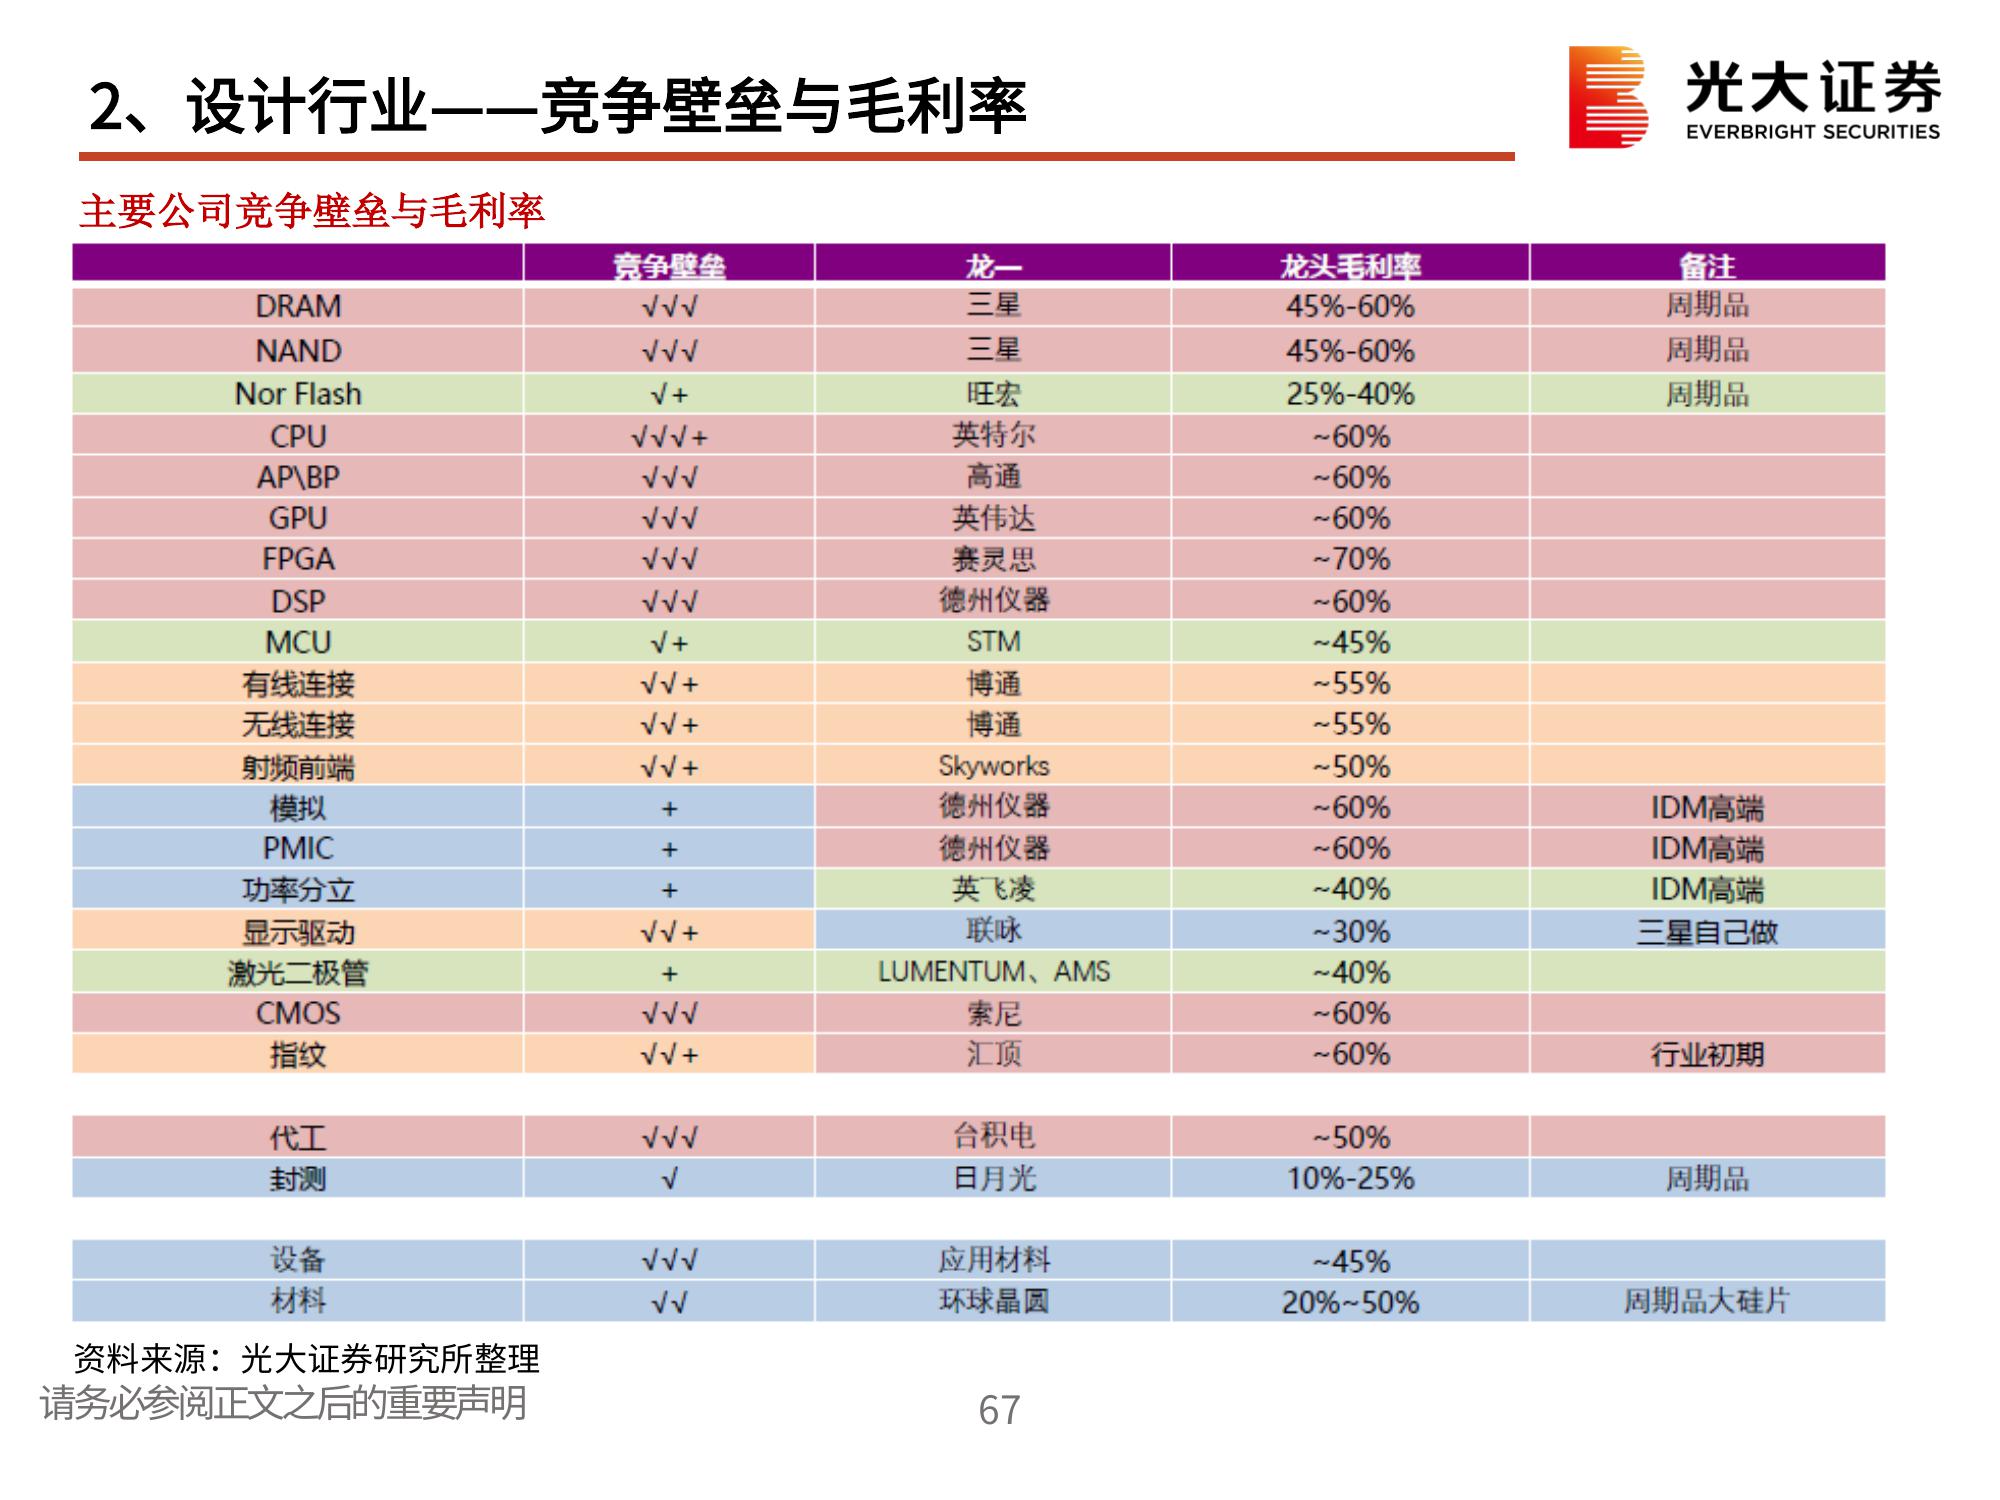 2、设计行业——竞争壁垒与毛利率
光大证券
EVERBRIGHT SECURITIES
主要公司竞争壁垒与毛利率
竞争壁垒 龙一 龙头毛利率 备注
DRAM √√√ 三星 45%-60% 周期品
NAND √√√ 三星 45%-60% 周期品
Nor Flash √+ 旺宏 25%-40% 周期品
CPU √√√+ 英特尔 ~60%
AP\BP √√√ 高通 ~60%
GPU √√√ 英伟达 ~60%
FPGA √√√ 赛灵思 ~70%
DSP √√√ 德州仪器 ~60%
MCU √+ STM ~45%
有线连接 √√+ 博通 ~55%
无线连接 √√+ 博通 ~55%
射频前端 √√+ Skyworks ~50%
模拟 + 德州仪器 ~60% IDM高端
PMIC + 德州仪器 ~60% IDM高端
功率分立 + 英飞凌 ~40% IDM高端
显示驱动 √√+ 联咏 ~30% 三星自己做
激光二极管 + LUMENTUM、AMS ~40%
CMOS √√√ 索尼 ~60%
指纹 √√+ 汇顶 ~60% 行业初期
代工 √√√ 台积电 ~50%
封测 √ 日月光 10%-25% 周期品
设备 √√√ 应用材料 ~45%
材料 √√ 环球晶圆 20%~50% 周期品大硅片
资料来源：光大证券研究所整理
请务必参阅正文之后的重要声明
67